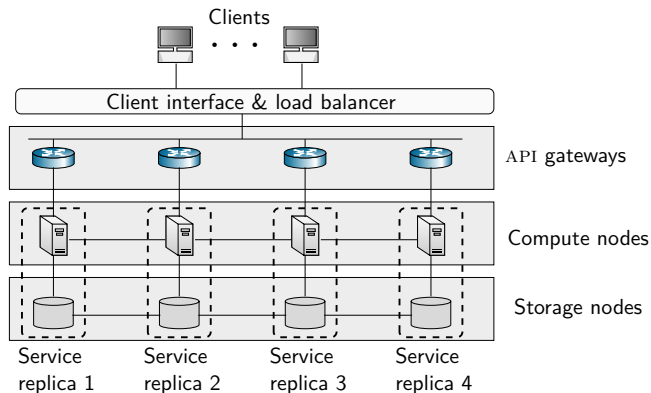 Clients
Client interface & load balancer
API gateways
Compute nodes
Storage nodes
Service
replica 1
Service
replica 2
Service
replica 3
Service
replica 4